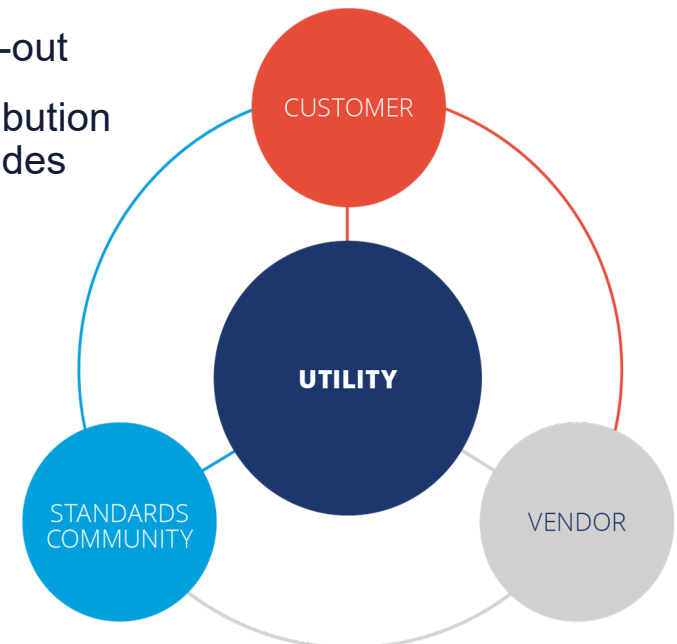 -out
bution
des
CUSTOMER
UTILITY
STANDARDS
COMMUNITY
VENDOR